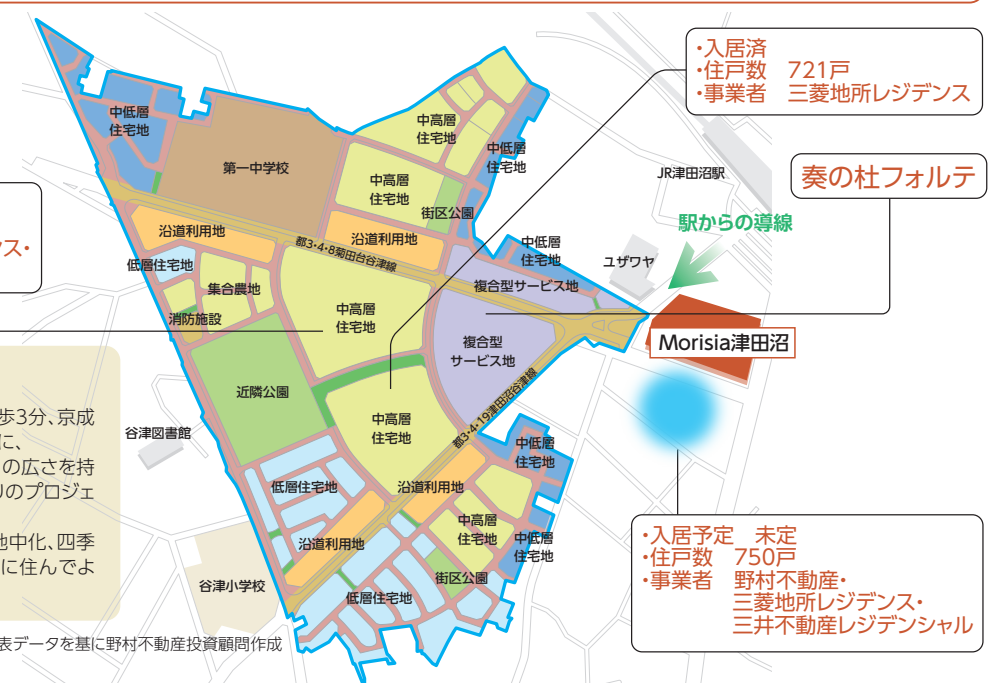 ・入居済
・住戸数 721戸
・事業者 三菱地所レジデンス
奏の杜フォルテ
JR津田沼駅
駅からの導線
ユザワヤ
Morisia津田沼
中低層
住宅地
第一中学校
中高層
住宅地
中低層
住宅地
中高層
住宅地
街区公園
沿道利用地
沿道利用地
都3・4・8菊田台谷津線
中低層
住宅地
複合型サービス地
低層住宅地
集合農地
消防施設
中高層
住宅地
複合型
サービス地
近隣公園
谷津図書館
中高層
住宅地
都3・4・19津田沼谷津線
中低層
住宅地
低層住宅地
沿道利用地
中高層
住宅地
中低層
住宅地
沿道利用地
街区公園
低層住宅地
谷津小学校
ンス・
歩3分、京成
に、
の広さを持
りのプロジェ
地中化、四季
に住んでよ
・入居予定 未定
・住戸数 750戸
・事業者 野村不動産・
三菱地所レジデンス・
三井不動産レジデンシャル
表データを基に野村不動産投資顧問作成